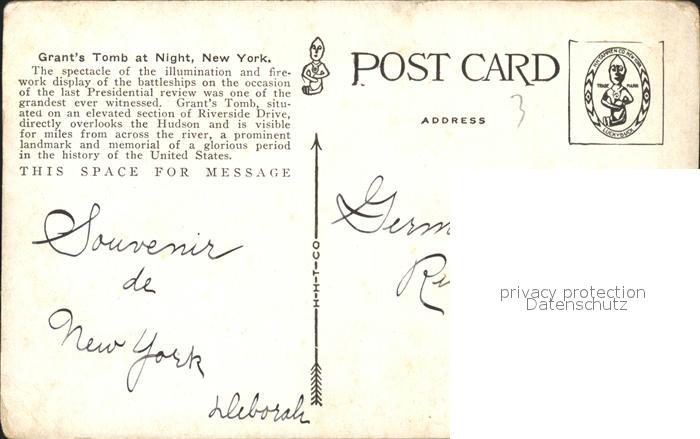 Grant's Tomb at Night, New York.
The spectacle of the illumination and fire-
work display of the battleships on the occasion
of the last Presidential review was one of the
grandest ever witnessed. Grant's Tomb, situ-
ated on an elevated section of Riverside Drive,
directly overlooks the Hudson and is visible
for miles from across the river, a prominent
landmark and memorial of a glorious period
in the history of the United States.
THIS SPACE FOR MESSAGE
Souvenir
de
New York
Deborah
H-H-T-CO
POST CARD
ADDRESS
3
TRADE MARK
Germ
privacy protection
Datenschutz